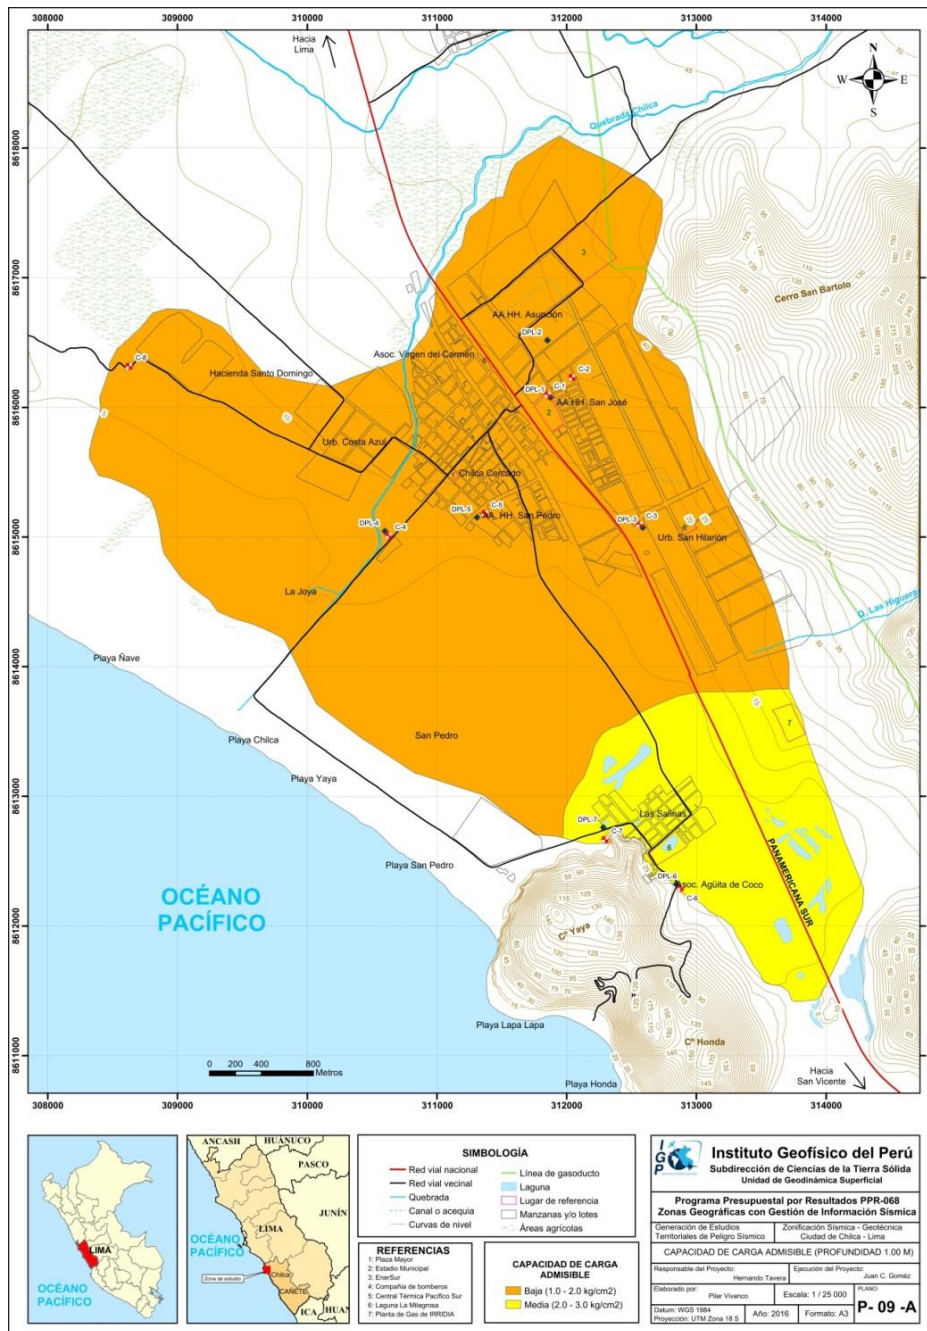 308000 309000 310000 311000 312000 313000 314000
Hacia
Lima
N
W E
S
Quebrada Chilca
8618000
8617000
8616000
8615000
8614000
8613000
8612000
8611000
Cerro San Bartolo
AA.HH. Asunción
DPL-2
Asoc. Virgen del Carmen
C-8
Hacienda Santo Domingo
C-2
DPL-1
C-1
AA.HH. San José
Urb. Costa Azul
Chilca Cercado
DPL-5
C-5
AA. HH. San Pedro
DPL-4
C-4
DPL-3
C-3
Urb. San Hilarión
La Joya
Q. Las Higueras
Playa Ñave
San Pedro
Playa Chilca
Playa Yaya
Las Salinas
DPL-7
C-7
Playa San Pedro
DPL-6
Asoc. Agüita de Coco
C-6
PANAMERICANA SUR
OCÉANO
PACÍFICO
Cº Yaya
Playa Lapa Lapa
Cº Honda
Playa Honda
0 200 400 800
Metros
Hacia
San Vicente
308000 309000 310000 311000 312000 313000 314000
LIMA
OCÉANO
PACÍFICO
ANCASH
HUÁNUCO
PASCO
JUNÍN
LIMA
OCÉANO
PACÍFICO
Zona de estudio
Chilca
CAÑETE
ICA
HUAN
SIMBOLOGÍA
Red vial nacional
Red vial vecinal
Quebrada
Canal o acequia
Curvas de nivel
Línea de gasoducto
Laguna
Lugar de referencia
Manzanas y/o lotes
Áreas agrícolas
REFERENCIAS
1: Plaza Mayor
2: Estadio Municipal
3: EnerSur
4: Compañia de bomberos
5: Central Térmica Pacífico Sur
6: Laguna La Milagrosa
7: Planta de Gas de IRRIDIA
CAPACIDAD DE CARGA
ADMISIBLE
Baja (1.0 - 2.0 kg/cm2)
Media (2.0 - 3.0 kg/cm2)
IGP
Instituto Geofísico del Perú
Subdirección de Ciencias de la Tierra Sólida
Unidad de Geodinámica Superficial
Programa Presupuestal por Resultados PPR-068
Zonas Geográficas con Gestión de Información Sísmica
Generación de Estudios
Territoriales de Peligro Sísmico
Zonificación Sísmica - Geotécnica
Ciudad de Chilca - Lima
CAPACIDAD DE CARGA ADMISIBLE (PROFUNDIDAD 1.00 M)
Responsable del Proyecto:
Hernando Tavera
Ejecución del Proyecto:
Juan C. Goméz
Elaborado por:
Pilar Vivanco
Escala: 1 / 25 000
PLANO:
P- 09 -A
Datum: WGS 1984
Proyección: UTM Zona 18 S
Año: 2016
Formato: A3